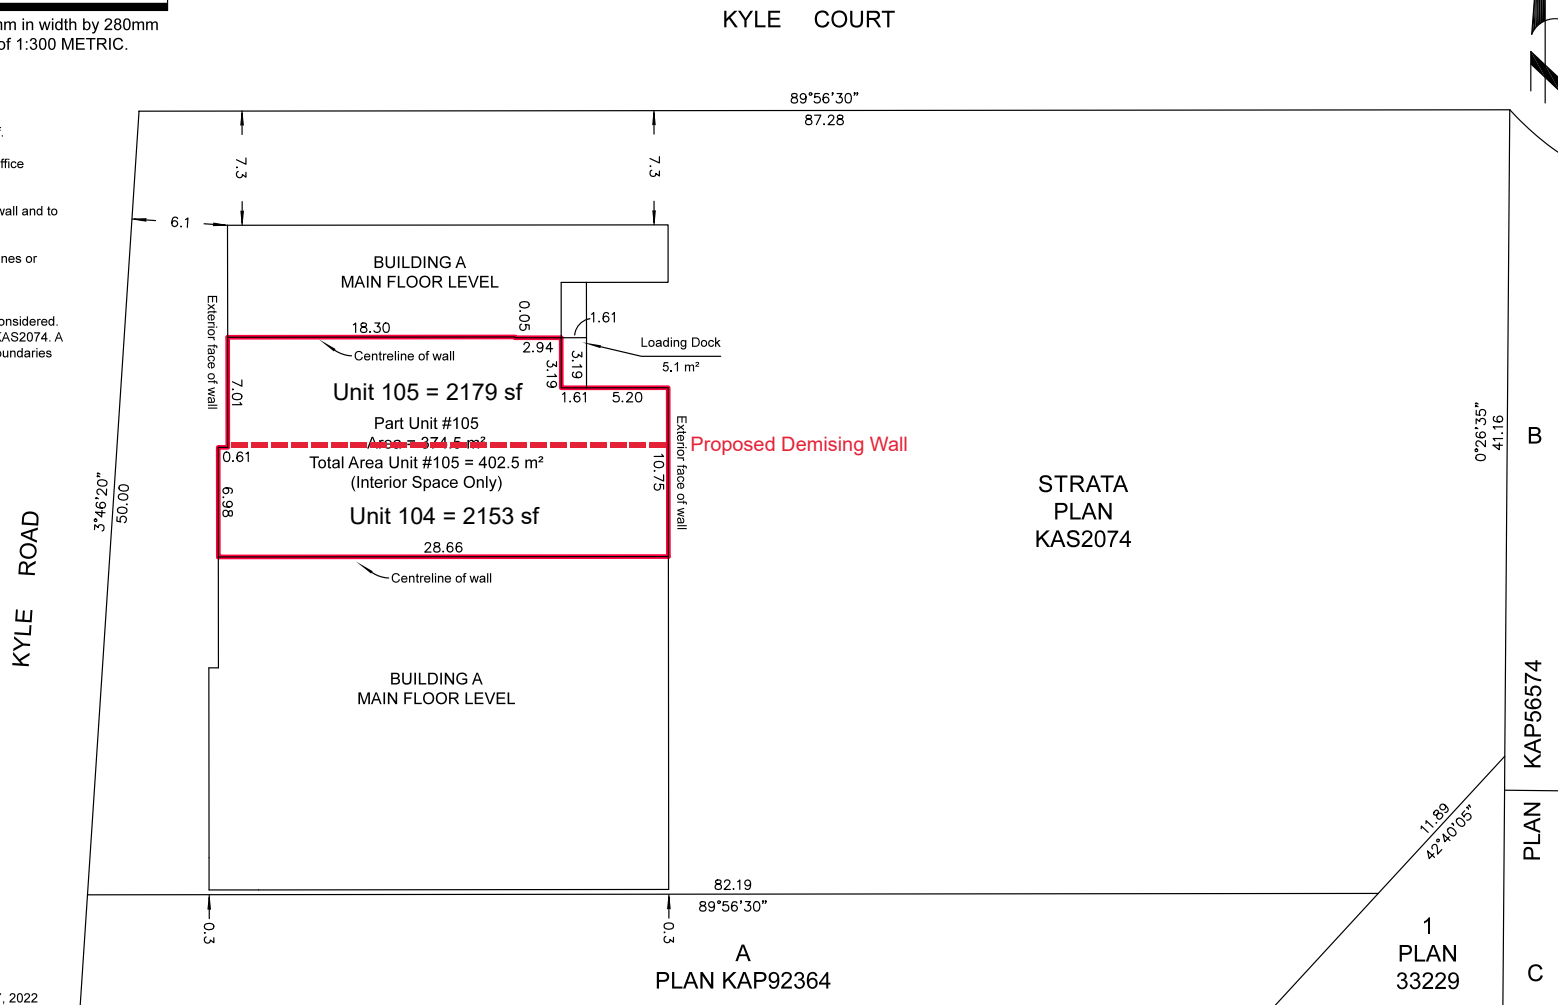 mm in width by 280mm
of 1:300 METRIC.
KYLE COURT
89°56'30"
87.28
7.3
7.3
6.1
ffice
wall and to
nes or
onsidered.
KAS2074. A
oundaries
BUILDING A
MAIN FLOOR LEVEL
Exterior face of wall
18.30
0.05
1.61
Centreline of wall
2.94
3.19
3.19
Loading Dock
5.1 m²
7.01
Unit 105 = 2179 sf
1.61
5.20
Part Unit #105
Area = 374.5 m²
Proposed Demising Wall
Exterior face of wall
0.61
Total Area Unit #105 = 402.5 m²
(Interior Space Only)
10.75
6.98
Unit 104 = 2153 sf
28.66
Centreline of wall
3°46'20"
50.00
KYLE ROAD
STRATA
PLAN
KAS2074
0°26'35"
41.16
B
BUILDING A
MAIN FLOOR LEVEL
PLAN KAP56574
11.89
42°40'05"
82.19
89°56'30"
0.3
0.3
A
PLAN KAP92364
1
PLAN
33229
C
, 2022